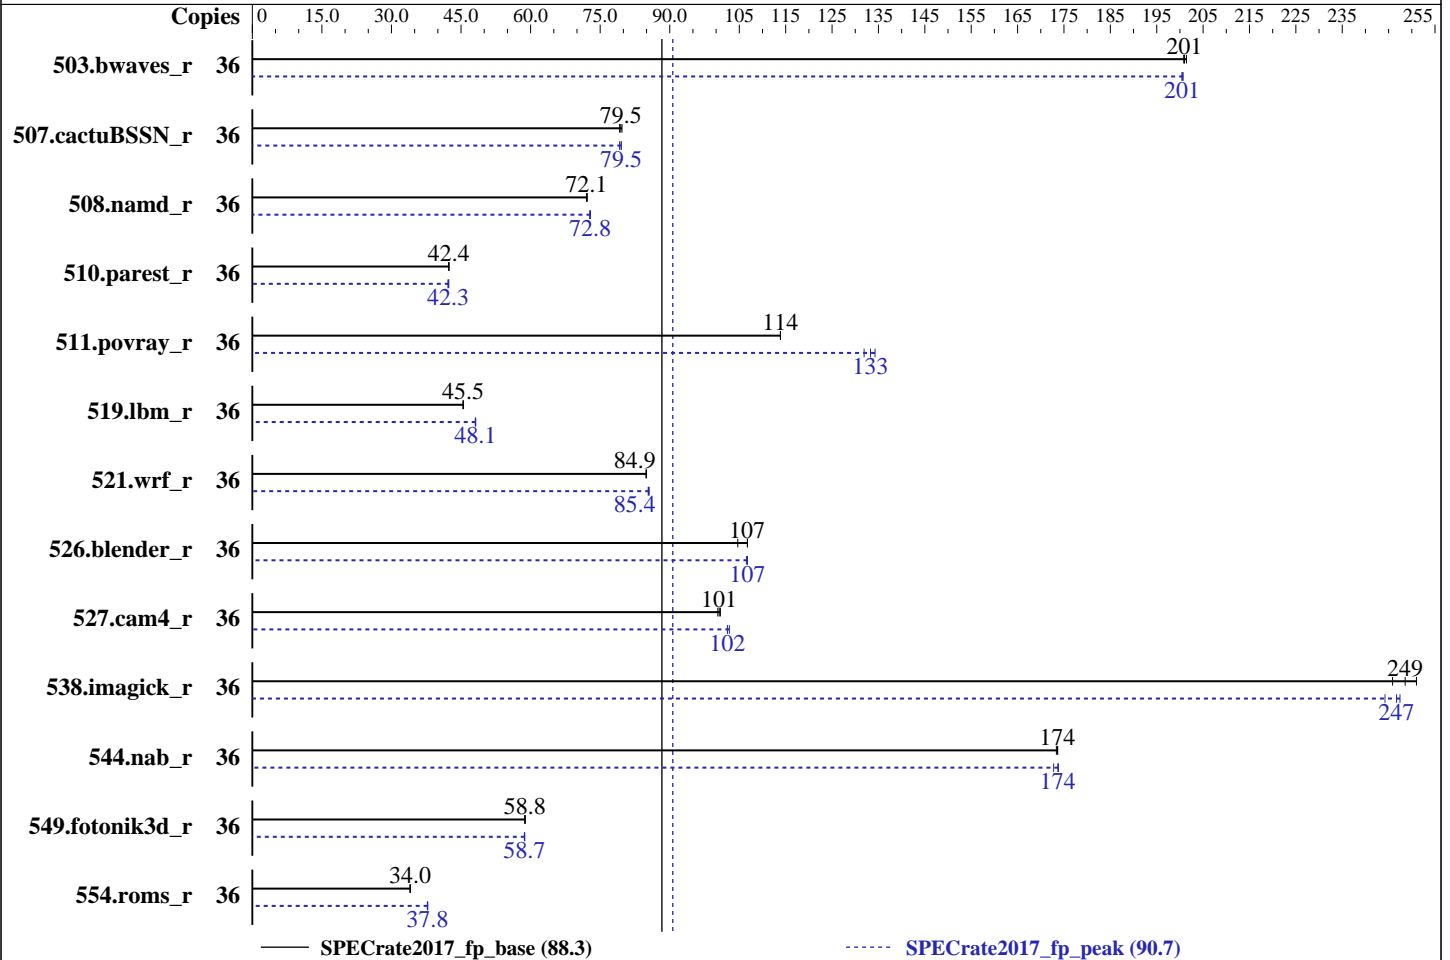 Copies 0 15.0 30.0 45.0 60.0 75.0 90.0 105 115 125 135 145 155 165 175 185 195 205 215 225 235 255
503.bwaves_r 36 201
201
507.cactuBSSN_r 36 79.5
79.5
508.namd_r 36 72.1
72.8
510.parest_r 36 42.4
42.3
511.povray_r 36 114
133
519.lbm_r 36 45.5
48.1
521.wrf_r 36 84.9
85.4
526.blender_r 36 107
107
527.cam4_r 36 101
102
538.imagick_r 36 249
247
544.nab_r 36 174
174
549.fotonik3d_r 36 58.8
58.7
554.roms_r 36 34.0
37.8
SPECrate2017_fp_base (88.3) SPECrate2017_fp_peak (90.7)